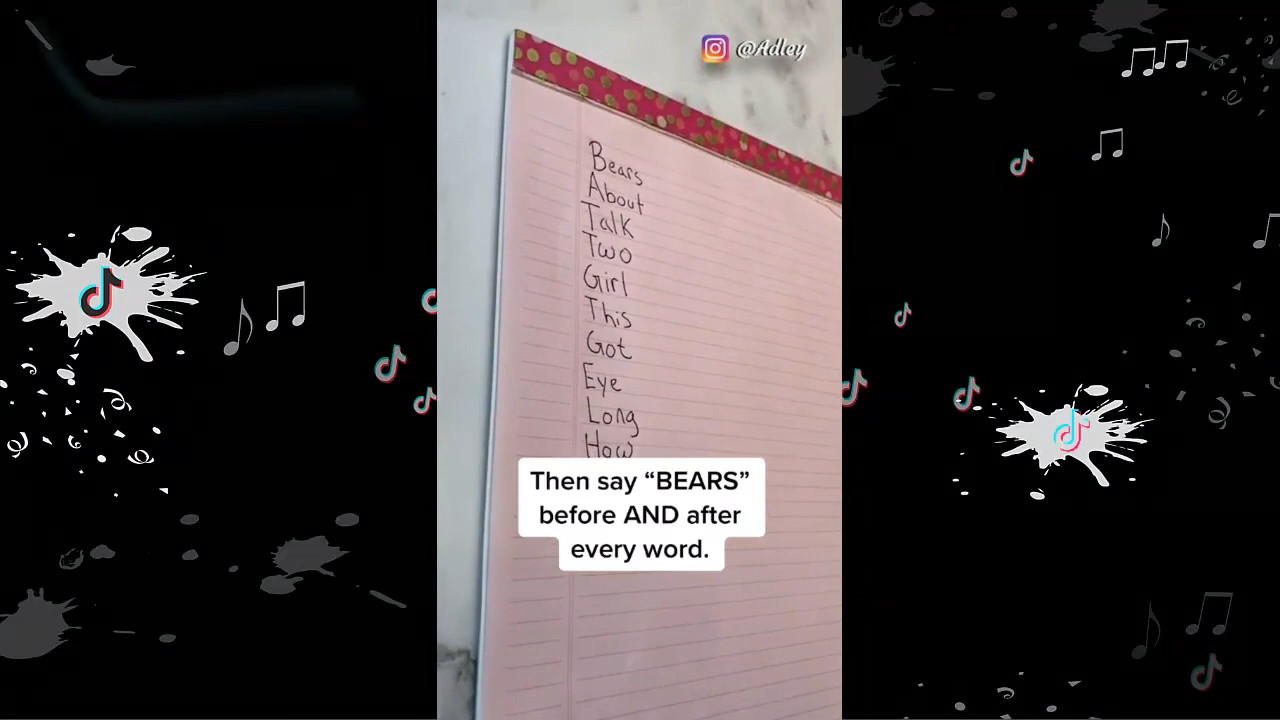 @Adley
Bears
About
Talk
Two
Girl
This
Got
Eye
Long
How
Then say “BEARS”
before AND after
every word.